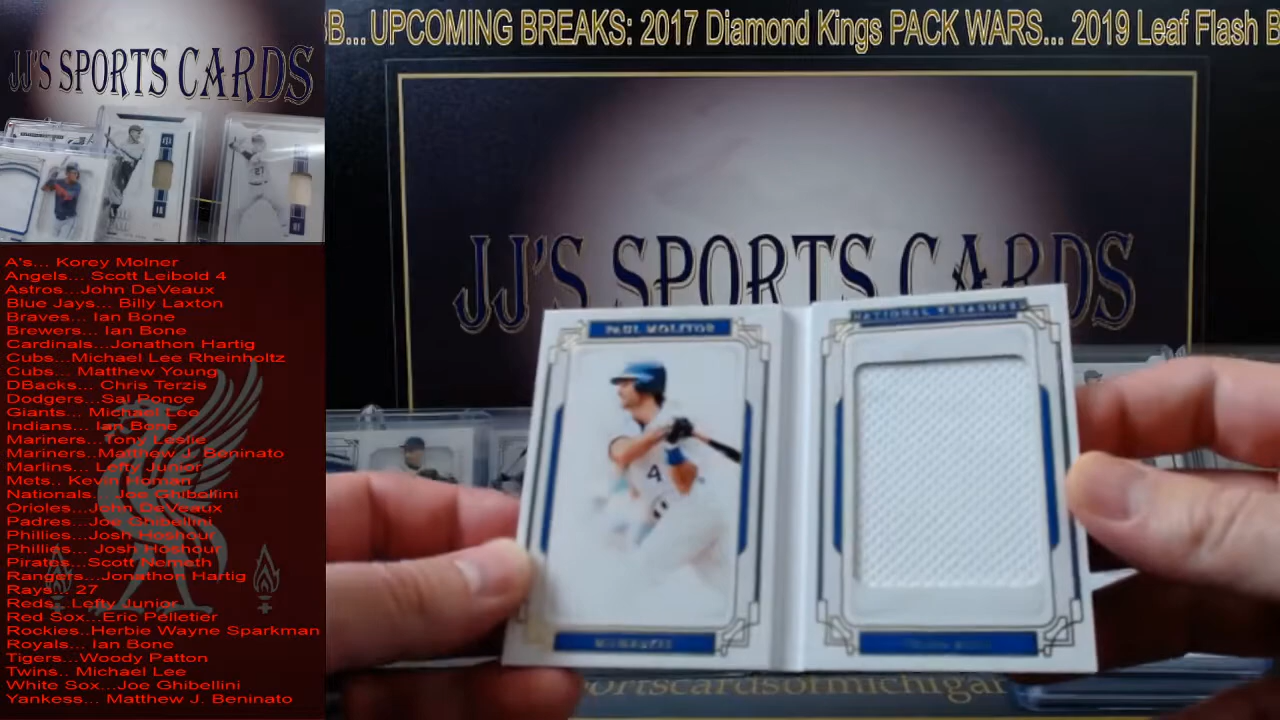 BB... UPCOMING BREAKS: 2017 Diamond Kings PACK WARS... 2019 Leaf Flash B
JJ'S SPORTS CARDS
27
A's... Korey Molner
Angels... Scott Leibold 4
Astros... John DeVeaux
Blue Jays... Billy Laxton
Braves... Ian Bone
Brewers... Ian Bone
Cardinals...Jonathon Hartig
Cubs...Michael Lee Rheinholtz
Cubs... Matthew Young
DBacks... Chris Terzis
Dodgers...Sal Ponce
Giants... Michael Lee
Indians... Ian Bone
Mariners...Tony Leslie
Mariners..Matthew J. Beninato
Marlins... Lefty Junior
Mets.. Kevin Homan
Nationals... Joe Ghibellini
Orioles...John DeVeaux
Padres...Joe Ghibellini
Phillies...Josh Hoshour
Phillies... Josh Hoshour
Pirates...Scott Nemeth
Rangers...Jonathon Hartig
Rays... 27
Reds...Lefty Junior
Red Sox...Eric Pelletier
Rockies..Herbie Wayne Sparkman
Royals... Ian Bone
Tigers...Woody Patton
Twins.. Michael Lee
White Sox...Joe Ghibellini
Yankess... Matthew J. Beninato
JJ'S SPORTS CARDS
PAUL MOLITOR
NATIONAL TREASURES
4
portscardsofmichigan